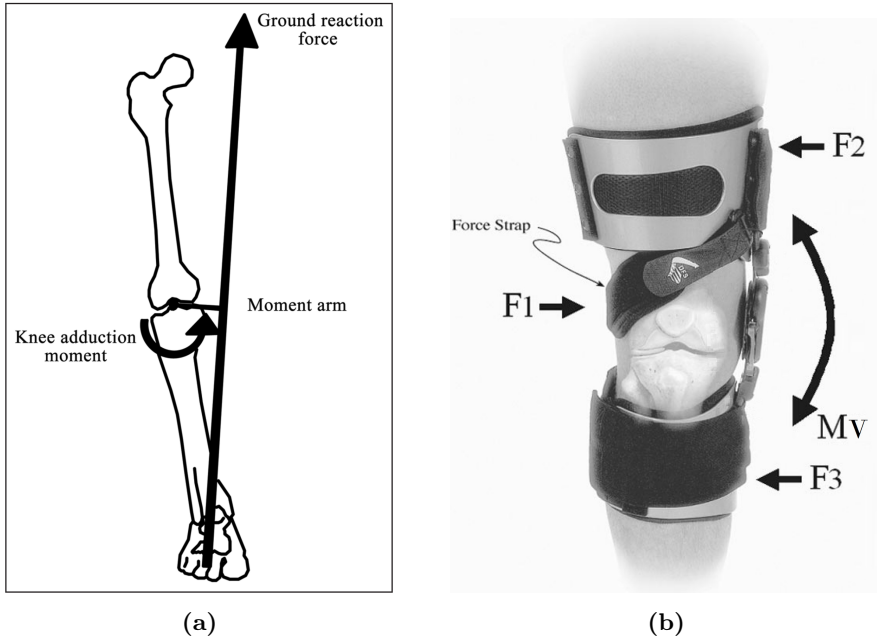 Ground reaction
force
Moment arm
Knee adduction
moment
F2
Force Strap
F1
Mv
F3
(a)
(b)